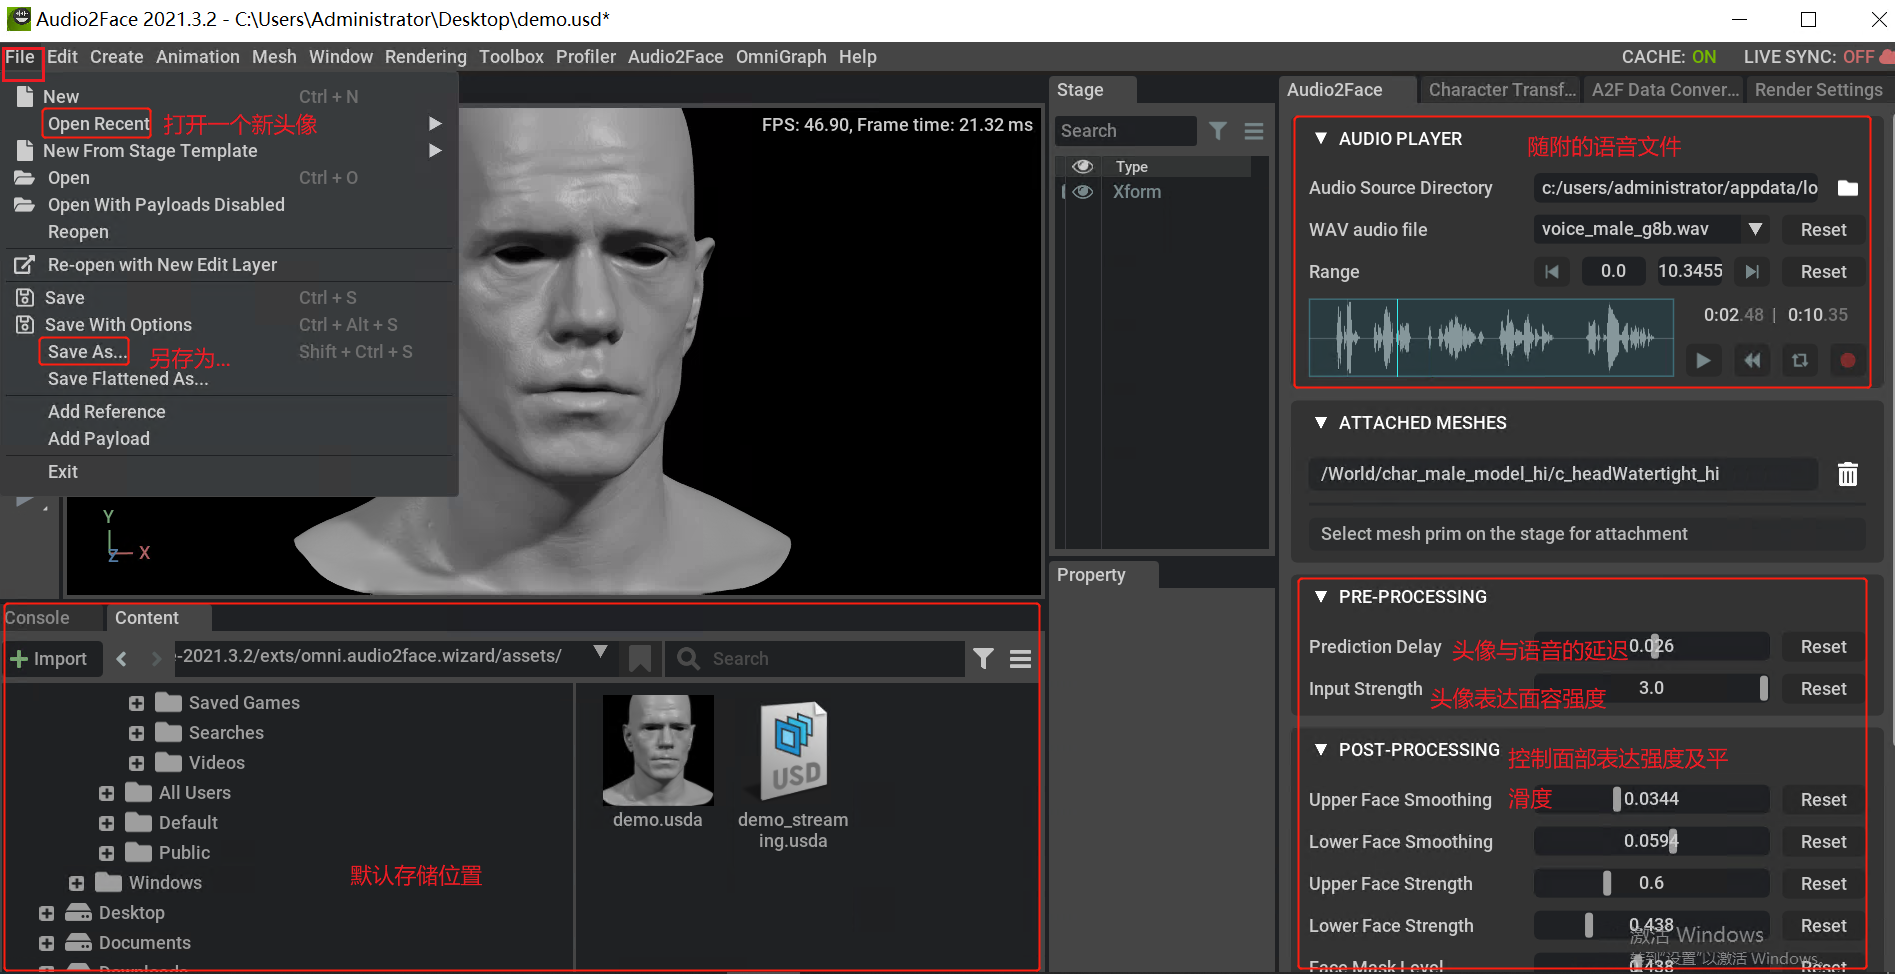 Audio2Face 2021.3.2 - C:\Users\Administrator\Desktop\demo.usd*
File Edit Create Animation Mesh Window Rendering Toolbox Profiler Audio2Face OmniGraph Help
CACHE: ON LIVE SYNC: OFF
New Ctrl + N
Open Recent 打开一个新头像
New From Stage Template
Open Ctrl + O
Open With Payloads Disabled
Reopen
Re-open with New Edit Layer
Save Ctrl + S
Save With Options Ctrl + Alt + S
Save As... 另存为... Shift + Ctrl + S
Save Flattened As...
Add Reference
Add Payload
Exit
FPS: 46.90, Frame time: 21.32 ms
Y
Z X
Stage
Search
Type
Xform
Property
Audio2Face Character Transf... A2F Data Conver... Render Settings
AUDIO PLAYER 随附的语音文件
Audio Source Directory c:/users/administrator/appdata/lo
WAV audio file voice_male_g8b.wav Reset
Range 0.0 10.3455 Reset
0:02.48 | 0:10.35
ATTACHED MESHES
/World/char_male_model_hi/c_headWatertight_hi
Select mesh prim on the stage for attachment
PRE-PROCESSING
Prediction Delay 头像与语音的延迟 0.026 Reset
Input Strength 头像表达面容强度 3.0 Reset
POST-PROCESSING 控制面部表达强度及平
Upper Face Smoothing 滑度 0.0344 Reset
Lower Face Smoothing 0.0594 Reset
Upper Face Strength 0.6 Reset
Lower Face Strength 0.438 Reset
激活 Windows
转到"设置"以激活 Windows。
Face Mask Level Reset
Console Content
Import -2021.3.2/exts/omni.audio2face.wizard/assets/ Search
Saved Games
Searches
Videos
All Users
Default
Public
Windows
Desktop
Documents
Downloads
默认存储位置
demo.usda
USD
demo_stream
ing.usda